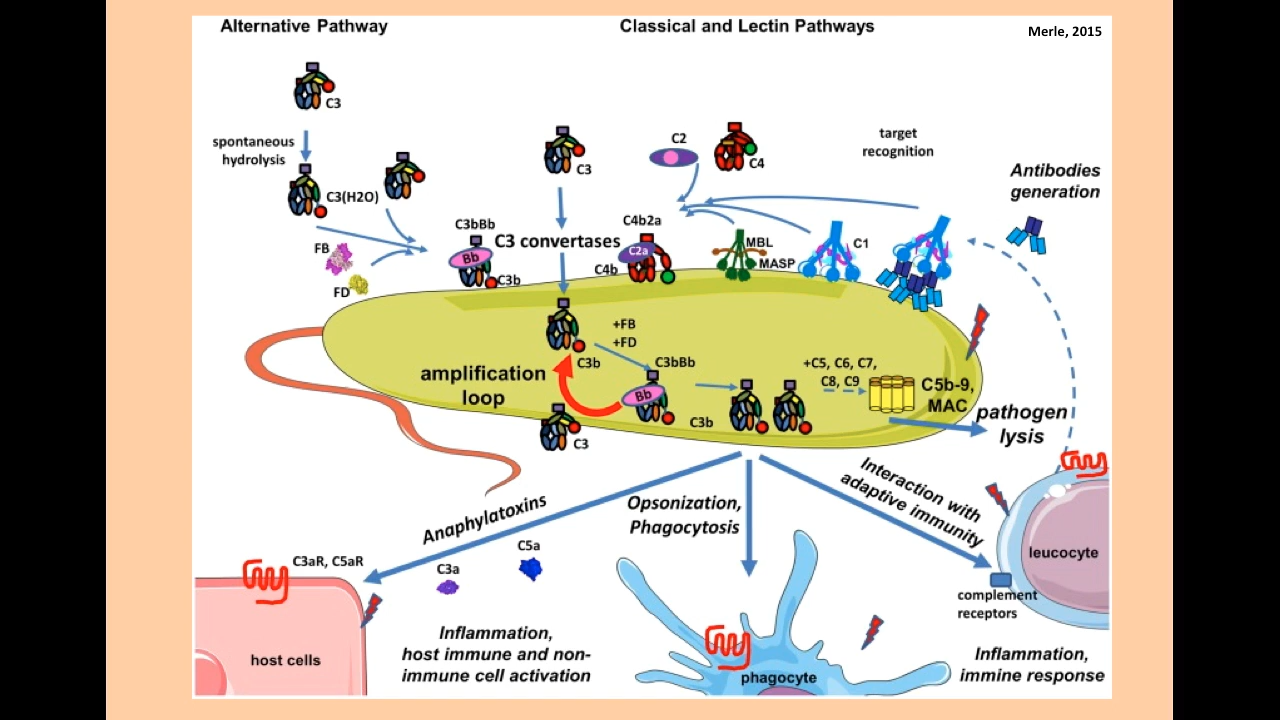 Alternative Pathway
Classical and Lectin Pathways
Merle, 2015
C3
spontaneous
hydrolysis
C3(H2O)
FB
FD
C3
C2
C4
target
recognition
Antibodies
generation
C3bBb
Bb
C3b
C3 convertases
C4b2a
C2a
C4b
MBL
MASP
C1
C3b
+FB
+FD
C3bBb
Bb
amplification
loop
C3
C3b
+C5, C6, C7,
C8, C9
C5b-9,
MAC
pathogen
lysis
Anaphylatoxins
Opsonization,
Phagocytosis
Interaction with
adaptive immunity
C3aR, C5aR
C3a
C5a
host cells
Inflammation,
host immune and non-
immune cell activation
phagocyte
leucocyte
complement
receptors
Inflammation,
immine response